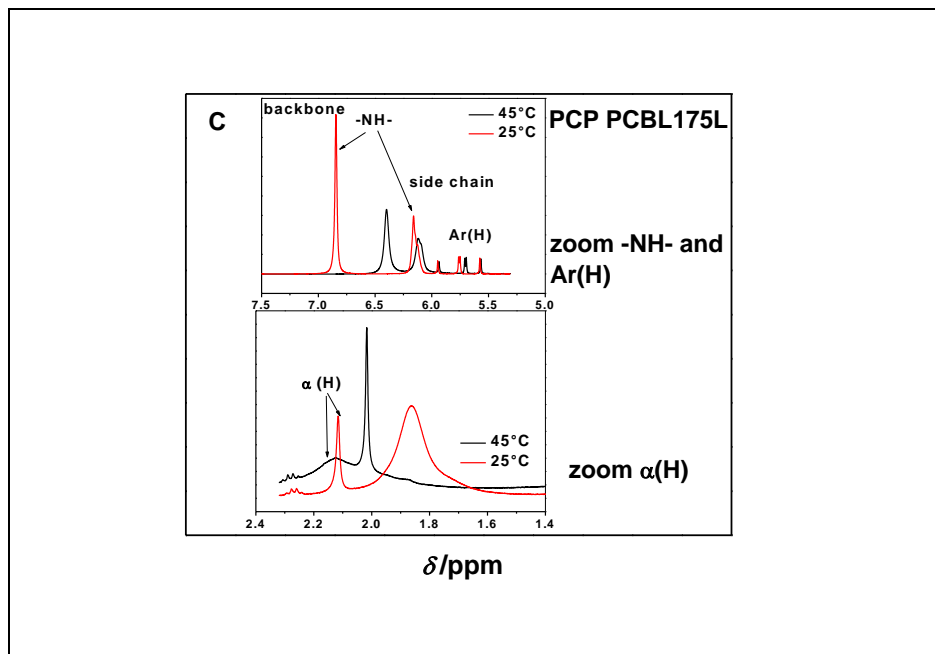 C
backbone
-NH-
45°C
25°C
side chain
Ar(H)
7.5 7.0 6.5 6.0 5.5 5.0
PCP PCBL175L
zoom -NH- and
Ar(H)
α (H)
45°C
25°C
2.4 2.2 2.0 1.8 1.6 1.4
zoom α(H)
δ/ppm